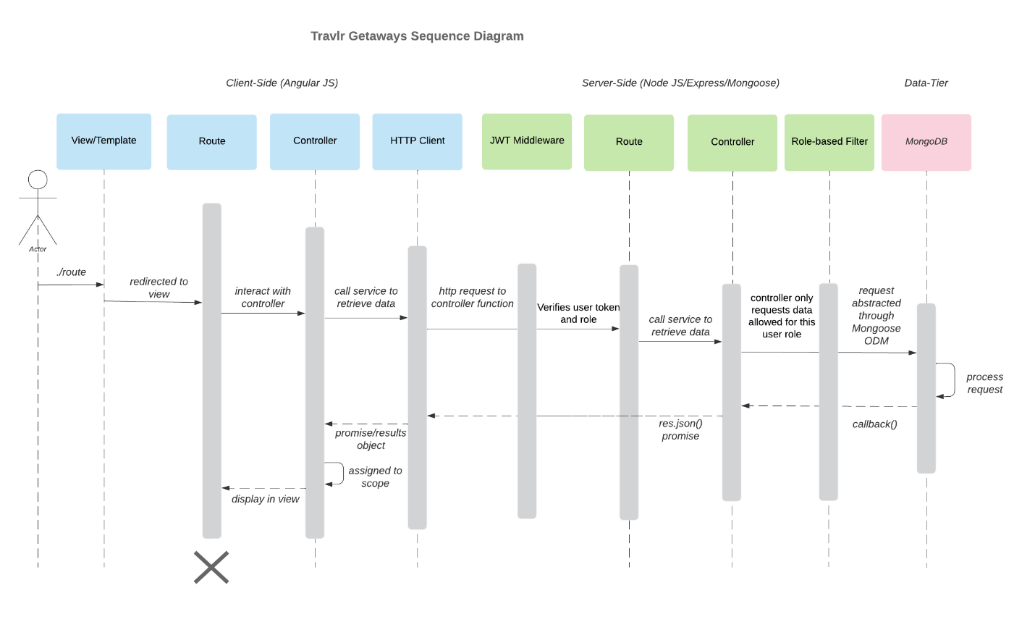 Travlr Getaways Sequence Diagram
Client-Side (Angular JS)
Server-Side (Node JS/Express/Mongoose)
Data-Tier
View/Template
Route
Controller
HTTP Client
JWT Middleware
Route
Controller
Role-based Filter
MongoDB
Actor
./route
redirected to
view
interact with
controller
call service to
retrieve data
http request to
controller function
Verifies user token
and role
call service to
retrieve data
controller only
requests data
allowed for this
user role
request
abstracted
through
Mongoose
ODM
process
request
callback()
res.json()
promise
promise/results
object
assigned to
scope
display in view